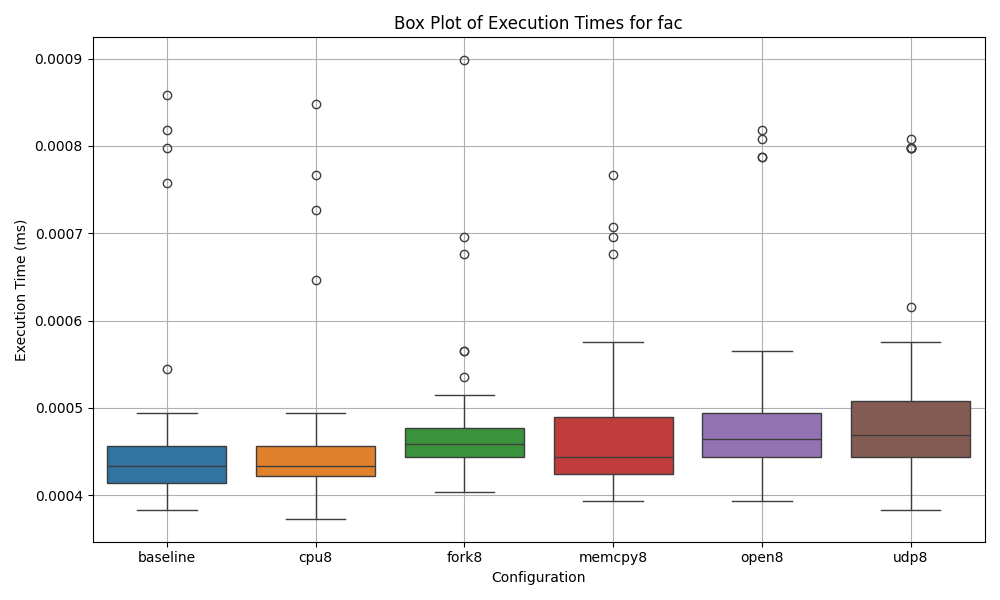 Box Plot of Execution Times for fac
Execution Time (ms)
0.0009
0.0008
0.0007
0.0006
0.0005
0.0004
baseline cpu8 fork8 memcpy8 open8 udp8
Configuration